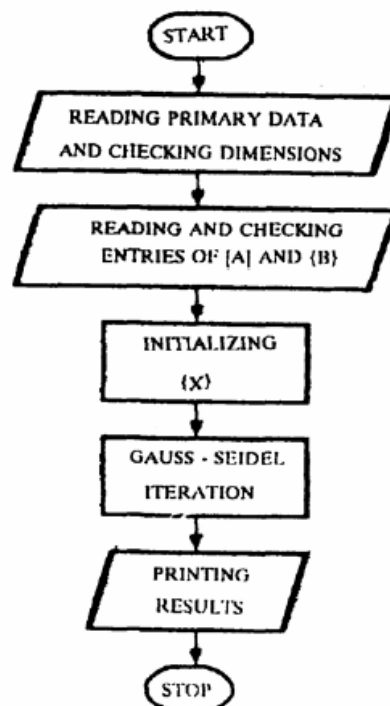 START
READING PRIMARY DATA
AND CHECKING DIMENSIONS
READING AND CHECKING
ENTRIES OF [A] AND {B}
INITIALIZING
{X}
GAUSS - SEIDEL
ITERATION
PRINTING
RESULTS
STOP